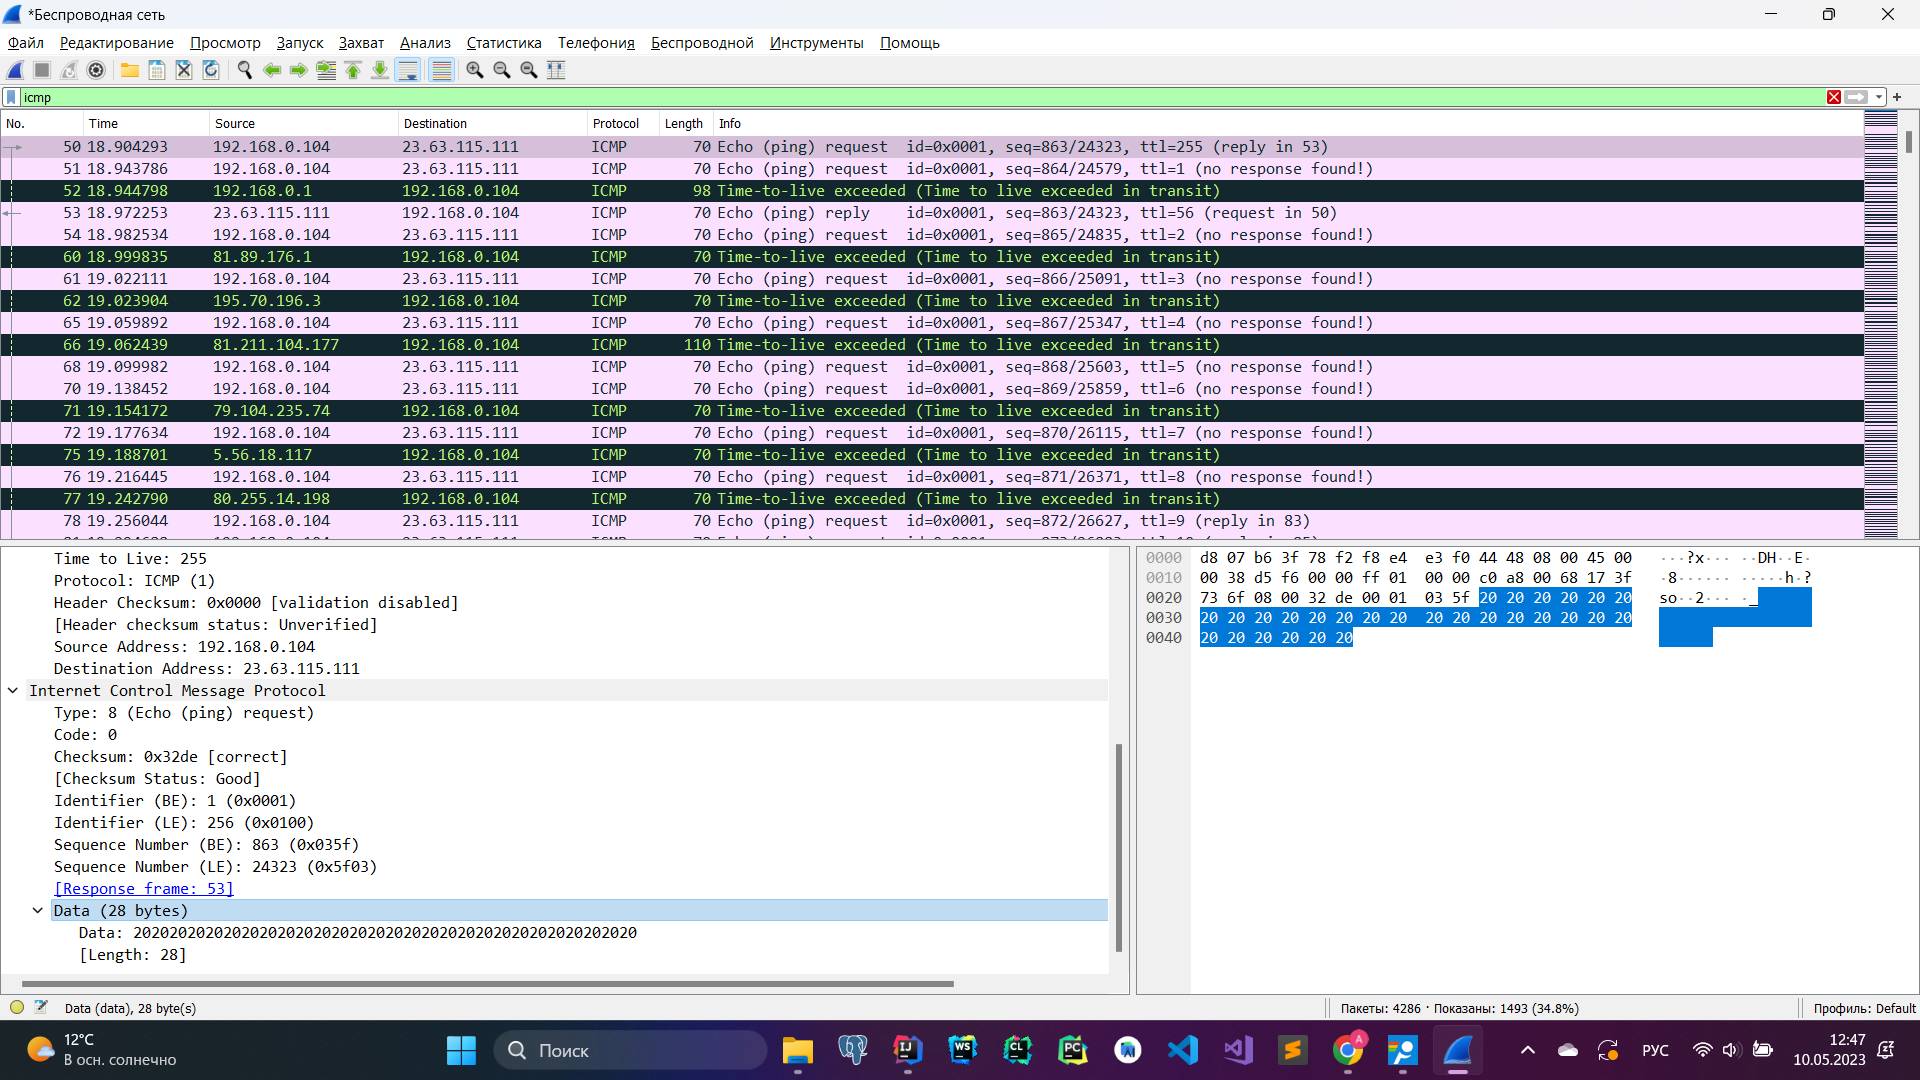 *Беспроводная сеть
Файл Редактирование Просмотр Запуск Захват Анализ Статистика Телефония Беспроводной Инструменты Помощь
icmp
No. Time Source Destination Protocol Length Info
50 18.904293 192.168.0.104 23.63.115.111 ICMP 70 Echo (ping) request id=0x0001, seq=863/24323, ttl=255 (reply in 53)
51 18.943786 192.168.0.104 23.63.115.111 ICMP 70 Echo (ping) request id=0x0001, seq=864/24579, ttl=1 (no response found!)
52 18.944798 192.168.0.1 192.168.0.104 ICMP 98 Time-to-live exceeded (Time to live exceeded in transit)
53 18.972253 23.63.115.111 192.168.0.104 ICMP 70 Echo (ping) reply id=0x0001, seq=863/24323, ttl=56 (request in 50)
54 18.982534 192.168.0.104 23.63.115.111 ICMP 70 Echo (ping) request id=0x0001, seq=865/24835, ttl=2 (no response found!)
60 18.999835 81.89.176.1 192.168.0.104 ICMP 70 Time-to-live exceeded (Time to live exceeded in transit)
61 19.022111 192.168.0.104 23.63.115.111 ICMP 70 Echo (ping) request id=0x0001, seq=866/25091, ttl=3 (no response found!)
62 19.023904 195.70.196.3 192.168.0.104 ICMP 70 Time-to-live exceeded (Time to live exceeded in transit)
65 19.059892 192.168.0.104 23.63.115.111 ICMP 70 Echo (ping) request id=0x0001, seq=867/25347, ttl=4 (no response found!)
66 19.062439 81.211.104.177 192.168.0.104 ICMP 110 Time-to-live exceeded (Time to live exceeded in transit)
68 19.099982 192.168.0.104 23.63.115.111 ICMP 70 Echo (ping) request id=0x0001, seq=868/25603, ttl=5 (no response found!)
70 19.138452 192.168.0.104 23.63.115.111 ICMP 70 Echo (ping) request id=0x0001, seq=869/25859, ttl=6 (no response found!)
71 19.154172 79.104.235.74 192.168.0.104 ICMP 70 Time-to-live exceeded (Time to live exceeded in transit)
72 19.177634 192.168.0.104 23.63.115.111 ICMP 70 Echo (ping) request id=0x0001, seq=870/26115, ttl=7 (no response found!)
75 19.188701 5.56.18.117 192.168.0.104 ICMP 70 Time-to-live exceeded (Time to live exceeded in transit)
76 19.216445 192.168.0.104 23.63.115.111 ICMP 70 Echo (ping) request id=0x0001, seq=871/26371, ttl=8 (no response found!)
77 19.242790 80.255.14.198 192.168.0.104 ICMP 70 Time-to-live exceeded (Time to live exceeded in transit)
78 19.256044 192.168.0.104 23.63.115.111 ICMP 70 Echo (ping) request id=0x0001, seq=872/26627, ttl=9 (reply in 83)
Time to Live: 255
Protocol: ICMP (1)
Header Checksum: 0x0000 [validation disabled]
[Header checksum status: Unverified]
Source Address: 192.168.0.104
Destination Address: 23.63.115.111
Internet Control Message Protocol
Type: 8 (Echo (ping) request)
Code: 0
Checksum: 0x32de [correct]
[Checksum Status: Good]
Identifier (BE): 1 (0x0001)
Identifier (LE): 256 (0x0100)
Sequence Number (BE): 863 (0x035f)
Sequence Number (LE): 24323 (0x5f03)
[Response frame: 53]
Data (28 bytes)
Data: 20202020202020202020202020202020202020202020202020202020
[Length: 28]
0000 d8 07 b6 3f 78 f2 f8 e4 e3 f0 44 48 08 00 45 00 ···?x··· ··DH··E·
0010 00 38 d5 f6 00 00 ff 01 00 00 c0 a8 00 68 17 3f ·8······ ·····h·?
0020 73 6f 08 00 32 de 00 01 03 5f 20 20 20 20 20 20 so··2··· ·_
0030 20 20 20 20 20 20 20 20 20 20 20 20 20 20 20 20
0040 20 20 20 20 20 20
Data (data), 28 byte(s)
Пакеты: 4286 · Показаны: 1493 (34.8%)
Профиль: Default
12°C
В осн. солнечно
Поиск
IJ
WS
CL
PC
A
РУС
12:47
10.05.2023